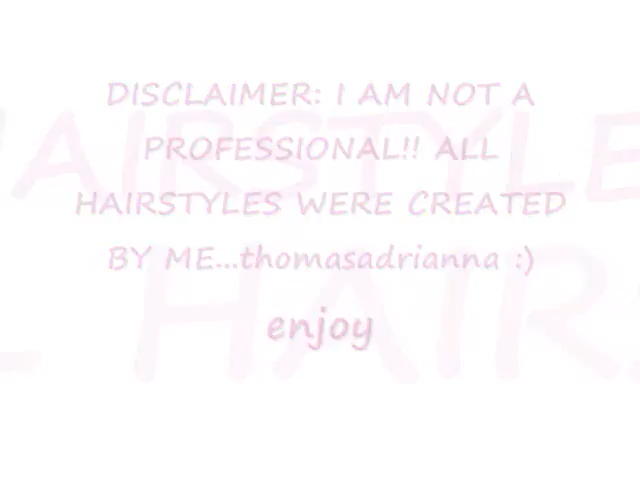 DISCLAIMER: I AM NOT A
PROFESSIONAL!! ALL
HAIRSTYLES WERE CREATED
BY ME...thomasadrianna :)
enjoy